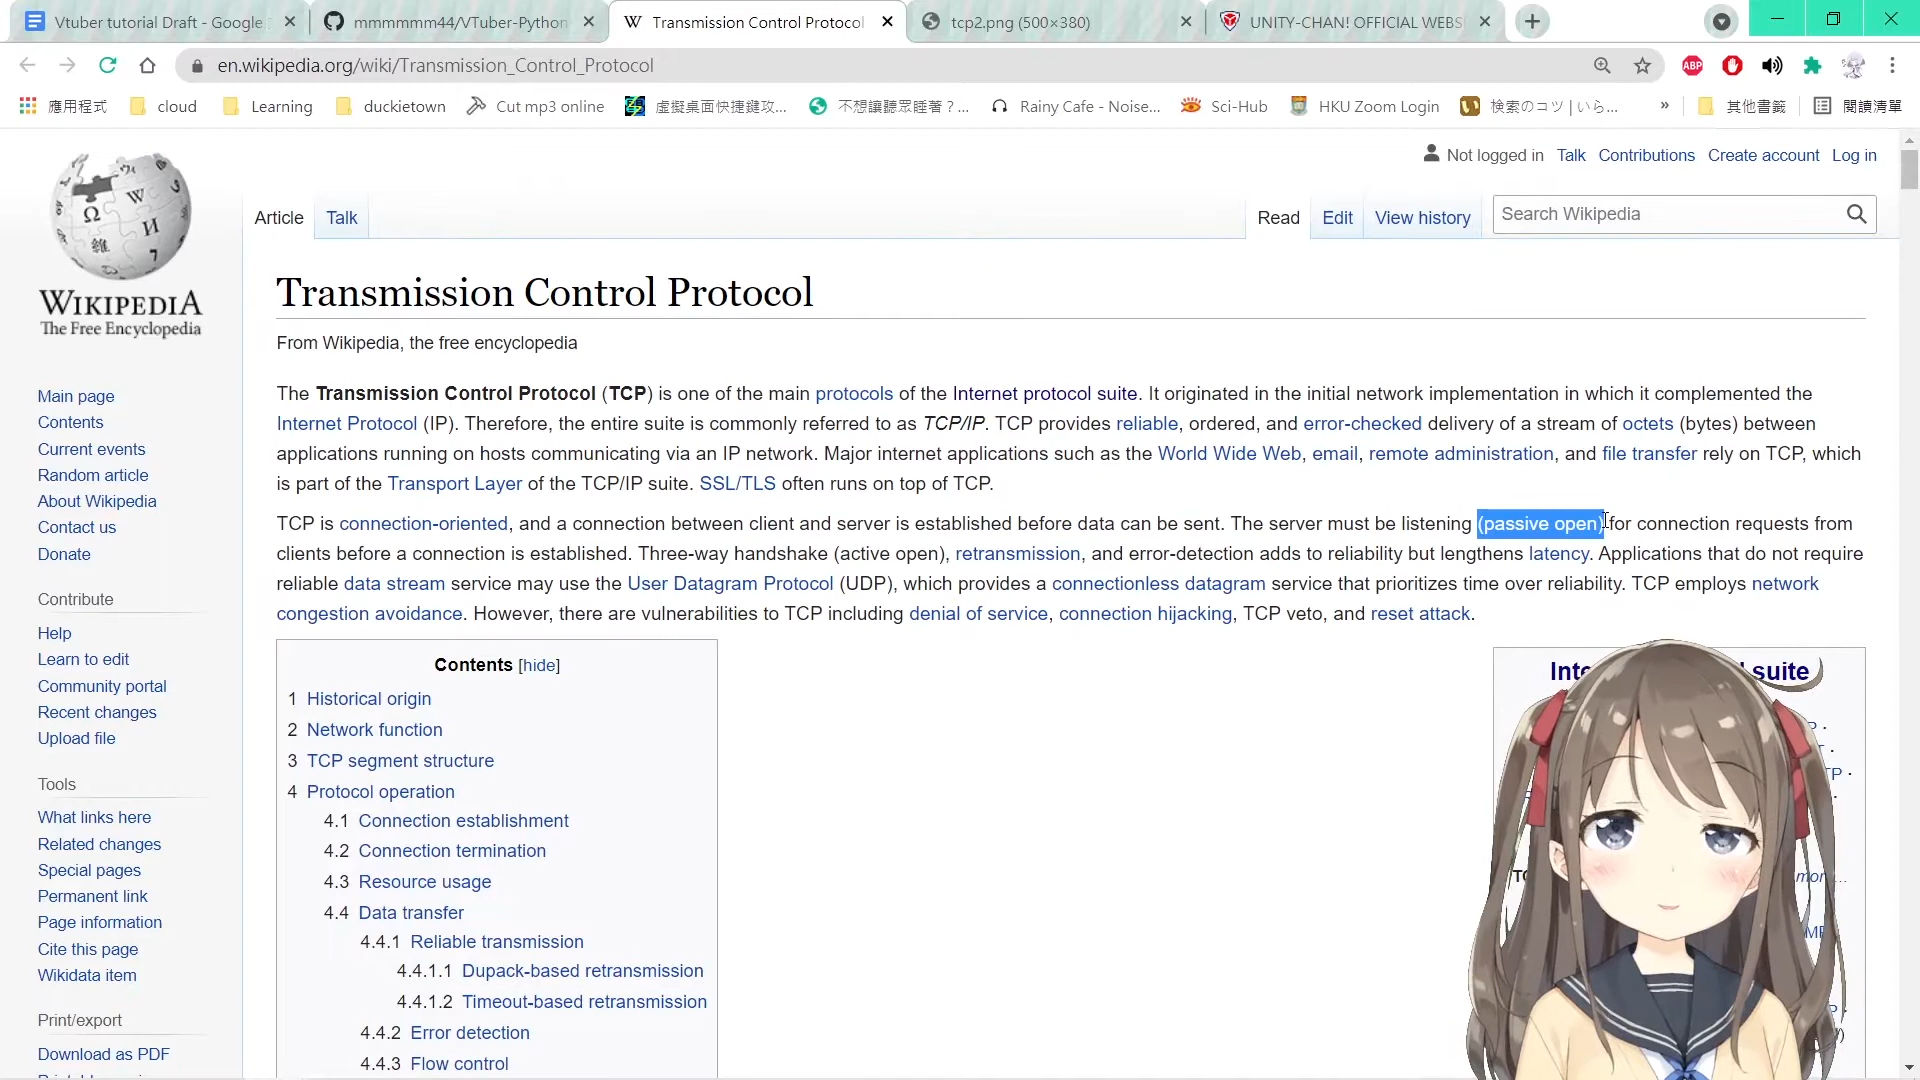 Vtuber tutorial Draft - Google
mmmmmm44/VTuber-Python
Transmission Control Protocol
tcp2.png (500×380)
UNITY-CHAN! OFFICIAL WEBS
en.wikipedia.org/wiki/Transmission_Control_Protocol
ABP
應用程式
cloud
Learning
duckietown
Cut mp3 online
虛擬桌面快捷鍵攻...
不想讓聽眾睡著？...
Rainy Cafe - Noise...
Sci-Hub
HKU Zoom Login
検索のコツ | いら...
»
其他書籤
閱讀清單
Not logged in Talk Contributions Create account Log in
Article Talk
Read Edit View history
Search Wikipedia
WIKIPEDIA
The Free Encyclopedia
Main page
Contents
Current events
Random article
About Wikipedia
Contact us
Donate
Contribute
Help
Learn to edit
Community portal
Recent changes
Upload file
Tools
What links here
Related changes
Special pages
Permanent link
Page information
Cite this page
Wikidata item
Print/export
Download as PDF
Transmission Control Protocol
From Wikipedia, the free encyclopedia
The Transmission Control Protocol (TCP) is one of the main protocols of the Internet protocol suite. It originated in the initial network implementation in which it complemented the
Internet Protocol (IP). Therefore, the entire suite is commonly referred to as TCP/IP. TCP provides reliable, ordered, and error-checked delivery of a stream of octets (bytes) between
applications running on hosts communicating via an IP network. Major internet applications such as the World Wide Web, email, remote administration, and file transfer rely on TCP, which
is part of the Transport Layer of the TCP/IP suite. SSL/TLS often runs on top of TCP.
TCP is connection-oriented, and a connection between client and server is established before data can be sent. The server must be listening (passive open) for connection requests from
clients before a connection is established. Three-way handshake (active open), retransmission, and error-detection adds to reliability but lengthens latency. Applications that do not require
reliable data stream service may use the User Datagram Protocol (UDP), which provides a connectionless datagram service that prioritizes time over reliability. TCP employs network
congestion avoidance. However, there are vulnerabilities to TCP including denial of service, connection hijacking, TCP veto, and reset attack.
Contents [hide]
1 Historical origin
2 Network function
3 TCP segment structure
4 Protocol operation
4.1 Connection establishment
4.2 Connection termination
4.3 Resource usage
4.4 Data transfer
4.4.1 Reliable transmission
4.4.1.1 Dupack-based retransmission
4.4.1.2 Timeout-based retransmission
4.4.2 Error detection
4.4.3 Flow control
suite
more...